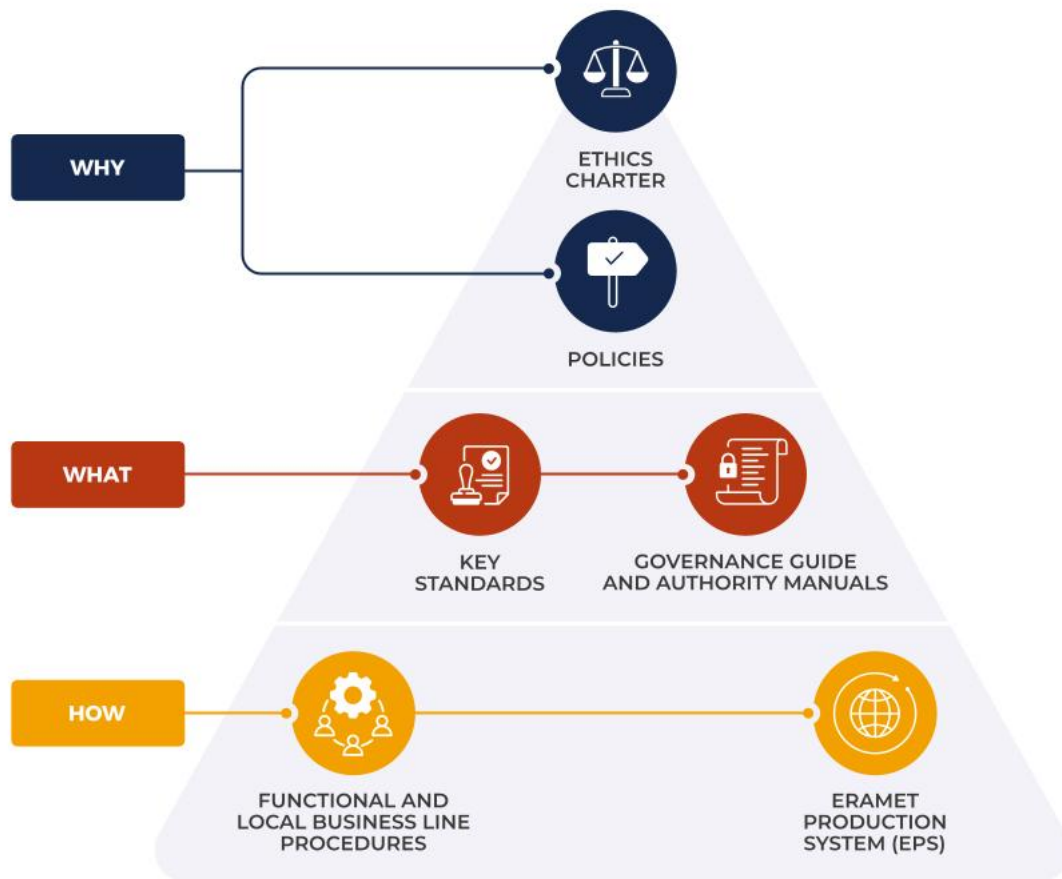 WHY
ETHICS
CHARTER
POLICIES
WHAT
KEY
STANDARDS
GOVERNANCE GUIDE
AND AUTHORITY MANUALS
HOW
FUNCTIONAL AND
LOCAL BUSINESS LINE
PROCEDURES
ERAMET
PRODUCTION
SYSTEM (EPS)